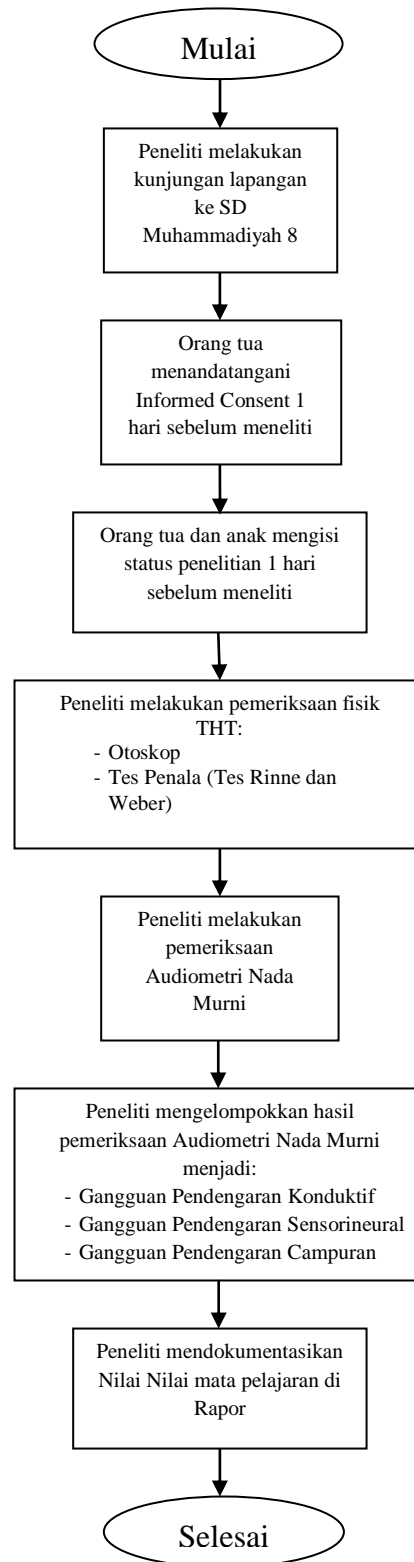 Mulai
Peneliti melakukan
kunjungan lapangan
ke SD
Muhammadiyah 8
Orang tua
menandatangani
Informed Consent 1
hari sebelum meneliti
Orang tua dan anak mengisi
status penelitian 1 hari
sebelum meneliti
Peneliti melakukan pemeriksaan fisik
THT:
- Otoskop
- Tes Penala (Tes Rinne dan
Weber)
Peneliti melakukan
pemeriksaan
Audiometri Nada
Murni
Peneliti mengelompokkan hasil
pemeriksaan Audiometri Nada Murni
menjadi:
- Gangguan Pendengaran Konduktif
- Gangguan Pendengaran Sensorineural
- Gangguan Pendengaran Campuran
Peneliti mendokumentasikan
Nilai Nilai mata pelajaran di
Rapor
Selesai